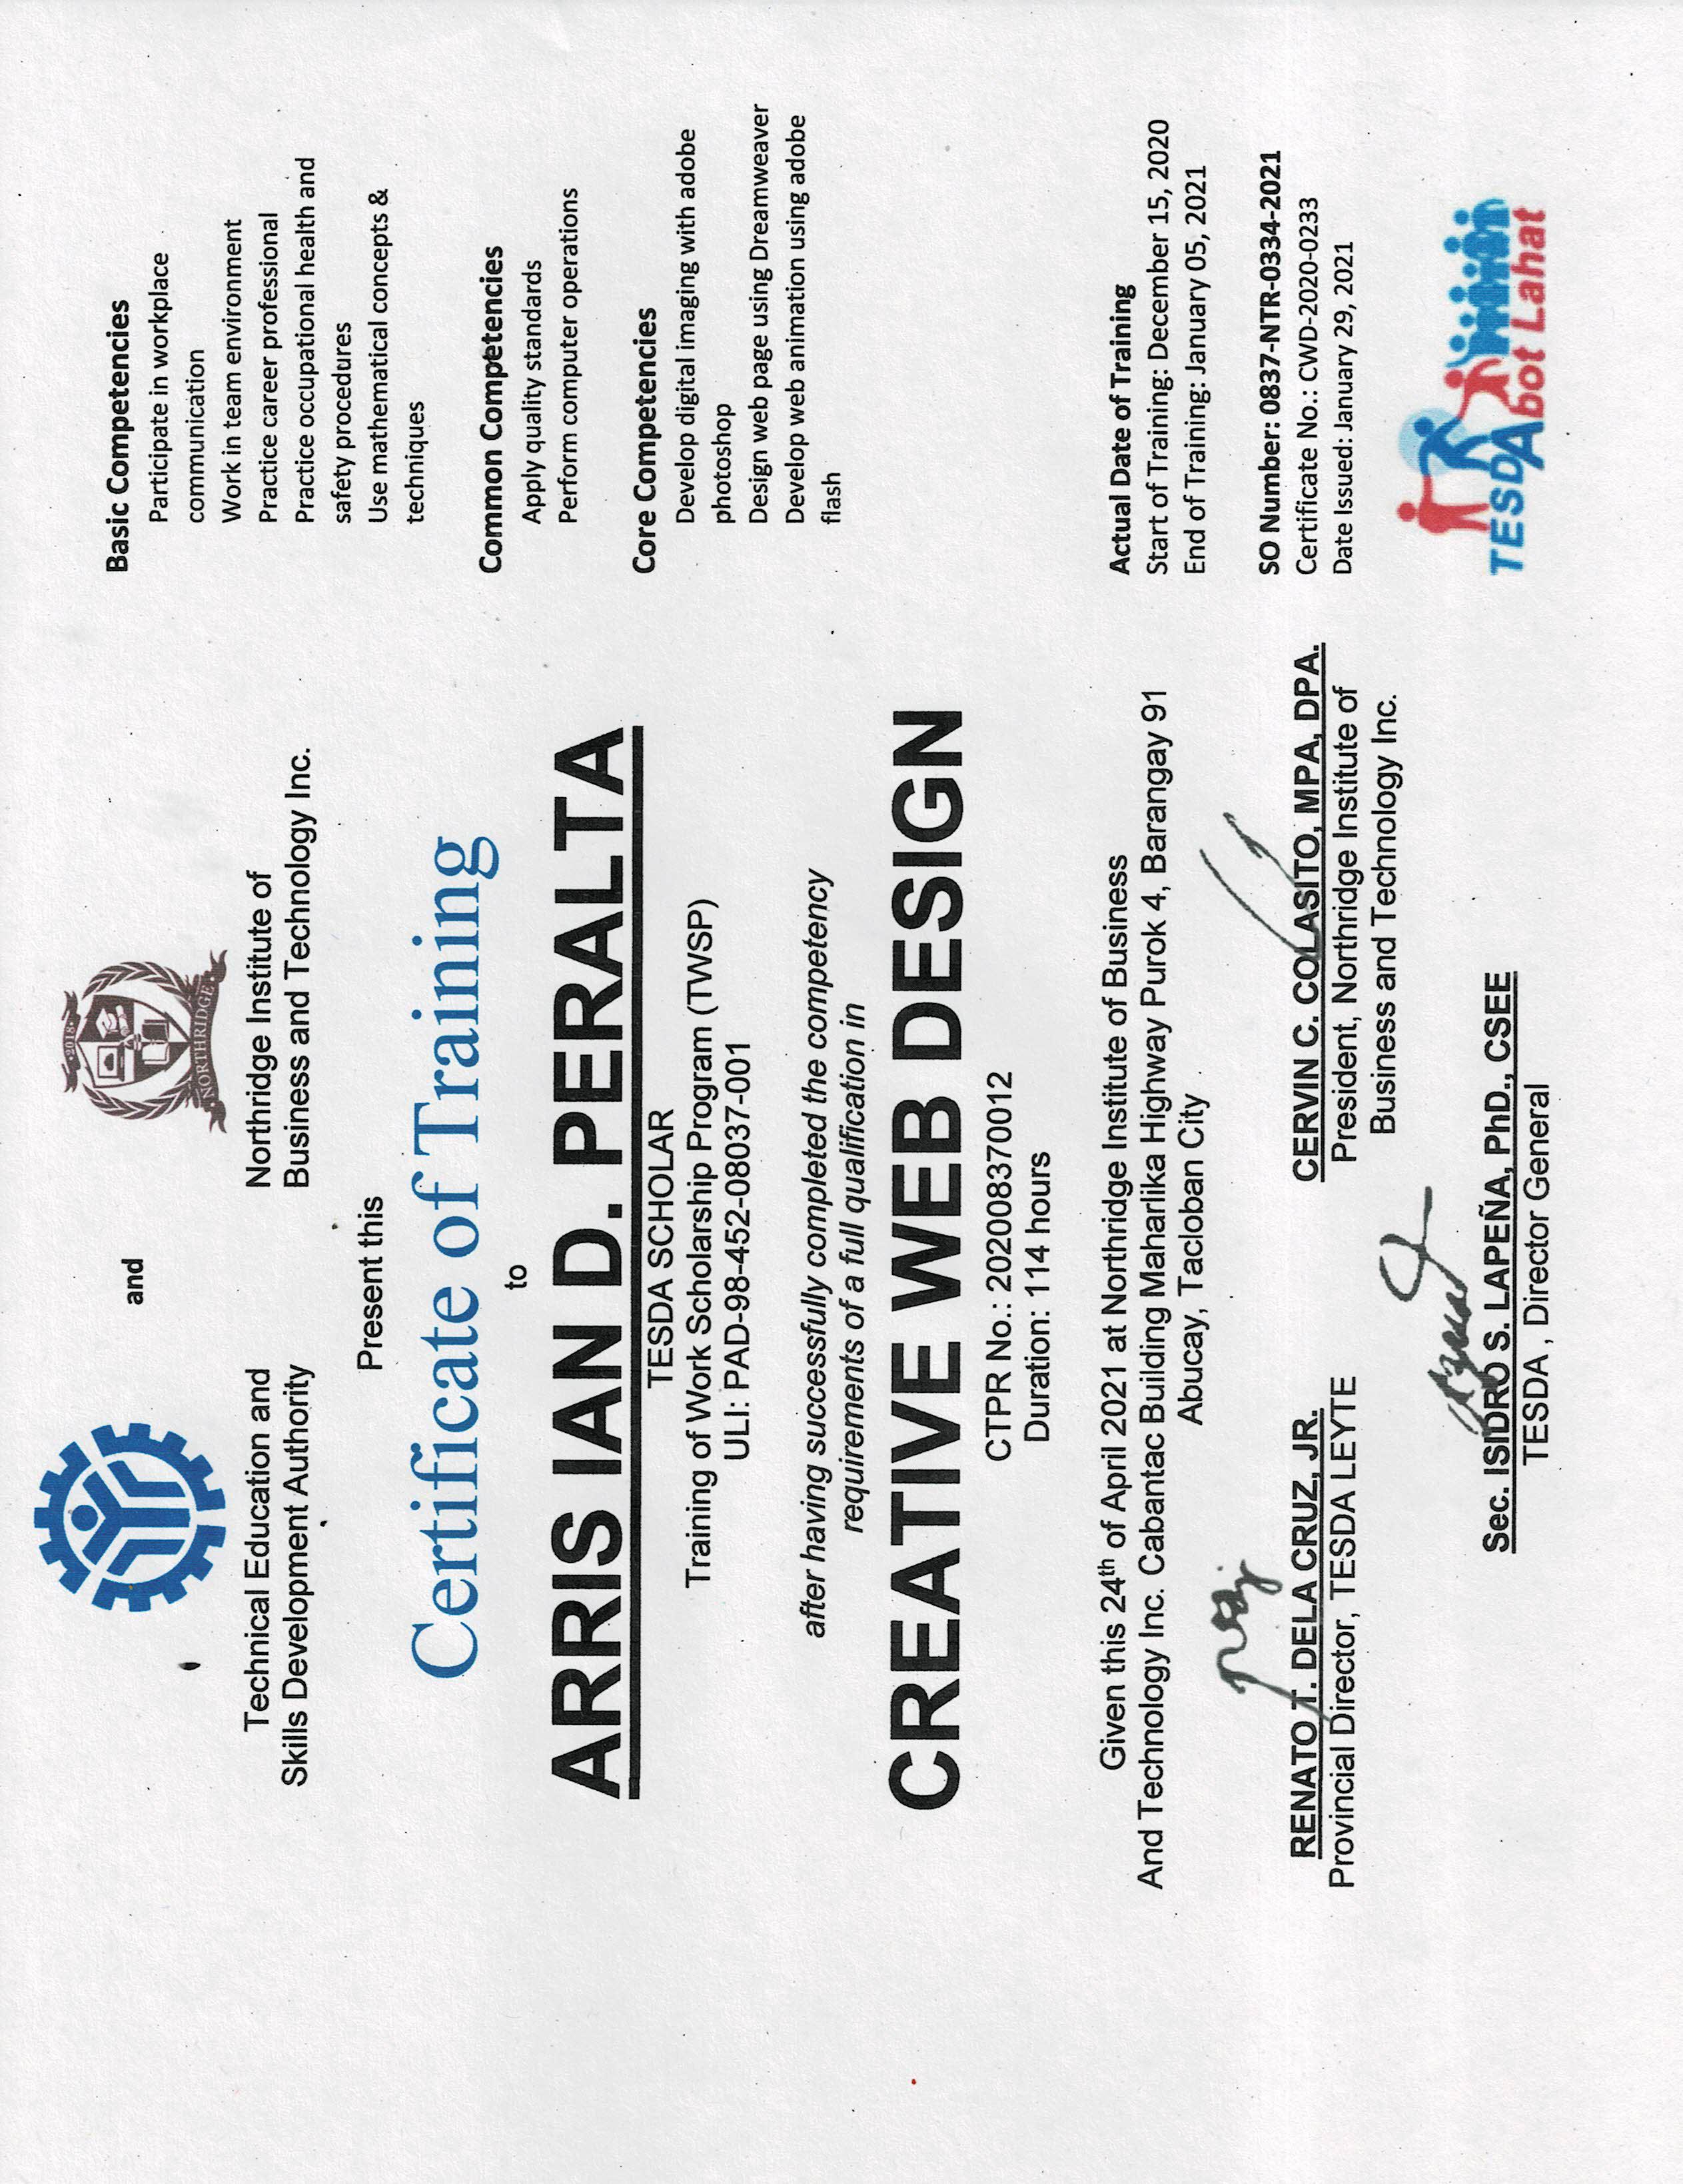 2018
NORTHRIDGE
and
Technical Education and
Skills Development Authority
Northridge Institute of
Business and Technology Inc.
Present this
Certificate of Training
to
ARRIS IAN D. PERALTA
TESDA SCHOLAR
Training of Work Scholarship Program (TWSP)
ULI: PAD-98-452-08037-001
after having successfully completed the competency
requirements of a full qualification in
CREATIVE WEB DESIGN
CTPR No.: 202008370012
Duration: 114 hours
Given this 24th of April 2021 at Northridge Institute of Business
And Technology Inc. Cabantac Building Maharlika Highway Purok 4, Barangay 91
Abucay, Tacloban City
RENATO T. DELA CRUZ, JR.
Provincial Director, TESDA LEYTE
CERVIN C. COLASITO, MPA, DPA.
President, Northridge Institute of
Business and Technology Inc.
Sec. ISIDRO S. LAPEÑA, PhD., CSEE
TESDA , Director General
Basic Competencies
Participate in workplace
communication
Work in team environment
Practice career professional
Practice occupational health and
safety procedures
Use mathematical concepts &
techniques
Common Competencies
Apply quality standards
Perform computer operations
Core Competencies
Develop digital imaging with adobe
photoshop
Design web page using Dreamweaver
Develop web animation using adobe
flash
Actual Date of Training
Start of Training: December 15, 2020
End of Training: January 05, 2021
SO Number: 0837-NTR-0334-2021
Certificate No.: CWD-2020-0233
Date Issued: January 29, 2021
TESDAbot Lahat